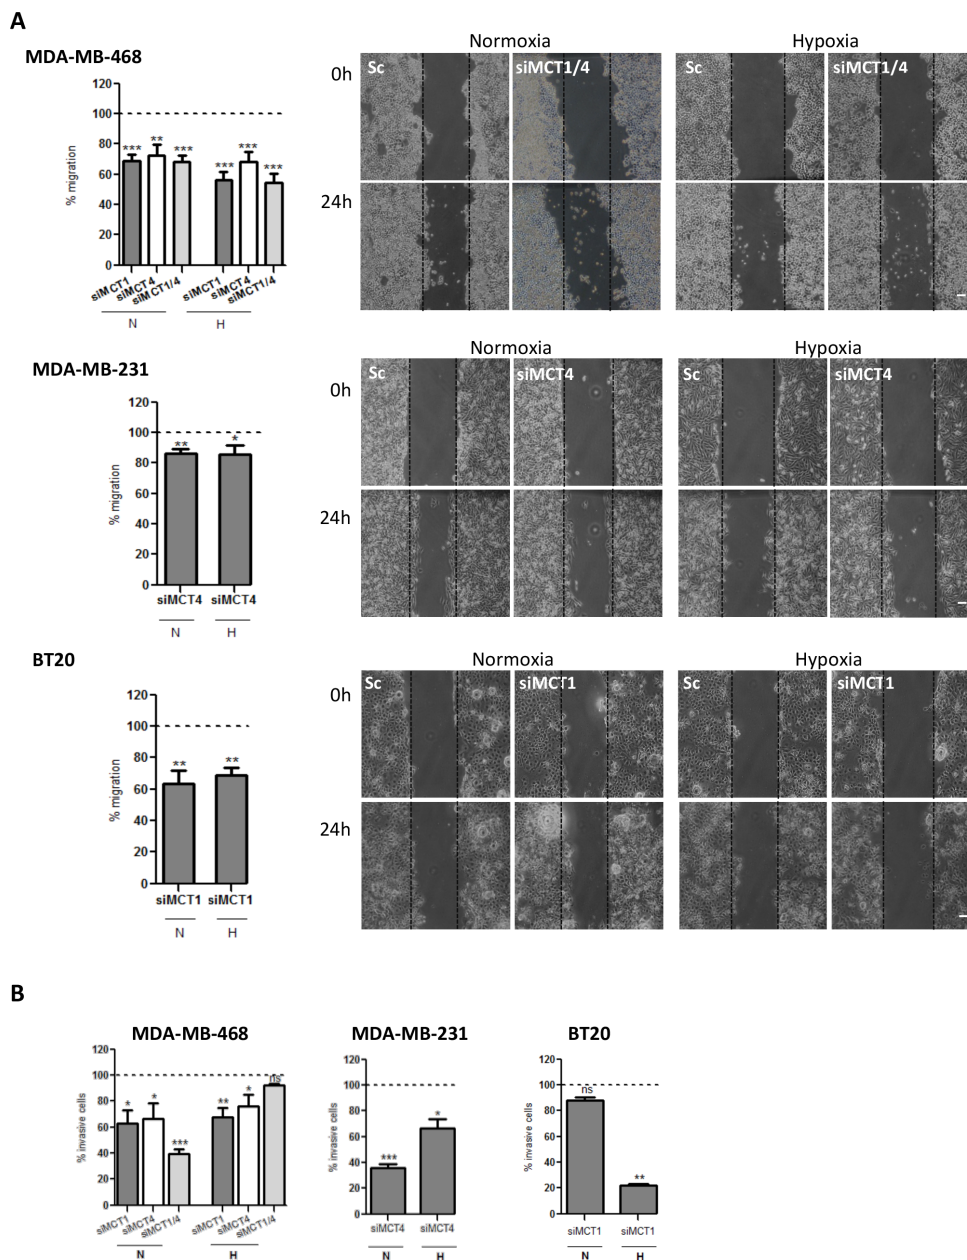 A
MDA-MB-468
% migration
120
100
80
60
40
20
0
***
**
***
***
***
***
siMCT1
siMCT4
siMCT1/4
siMCT1
siMCT4
siMCT1/4
N
H
Normoxia
Hypoxia
0h
24h
Sc
siMCT1/4
Sc
siMCT1/4
MDA-MB-231
% migration
120
100
80
60
40
20
0
**
*
siMCT4 siMCT4
N
H
Normoxia
Hypoxia
0h
24h
Sc
siMCT4
Sc
siMCT4
BT20
% migration
120
100
80
60
40
20
0
**
**
siMCT1 siMCT1
N
H
Normoxia
Hypoxia
0h
24h
Sc
siMCT1
Sc
siMCT1
B
MDA-MB-468
% invasive cells
120
100
80
60
40
20
0
*
*
***
**
*
ns
siMCT1
siMCT4
siMCT1/4
siMCT1
siMCT4
siMCT1/4
N
H
MDA-MB-231
% invasive cells
120
100
80
60
40
20
0
***
*
siMCT4 siMCT4
N
H
BT20
% invasive cells
120
100
80
60
40
20
0
ns
**
siMCT1 siMCT1
N
H